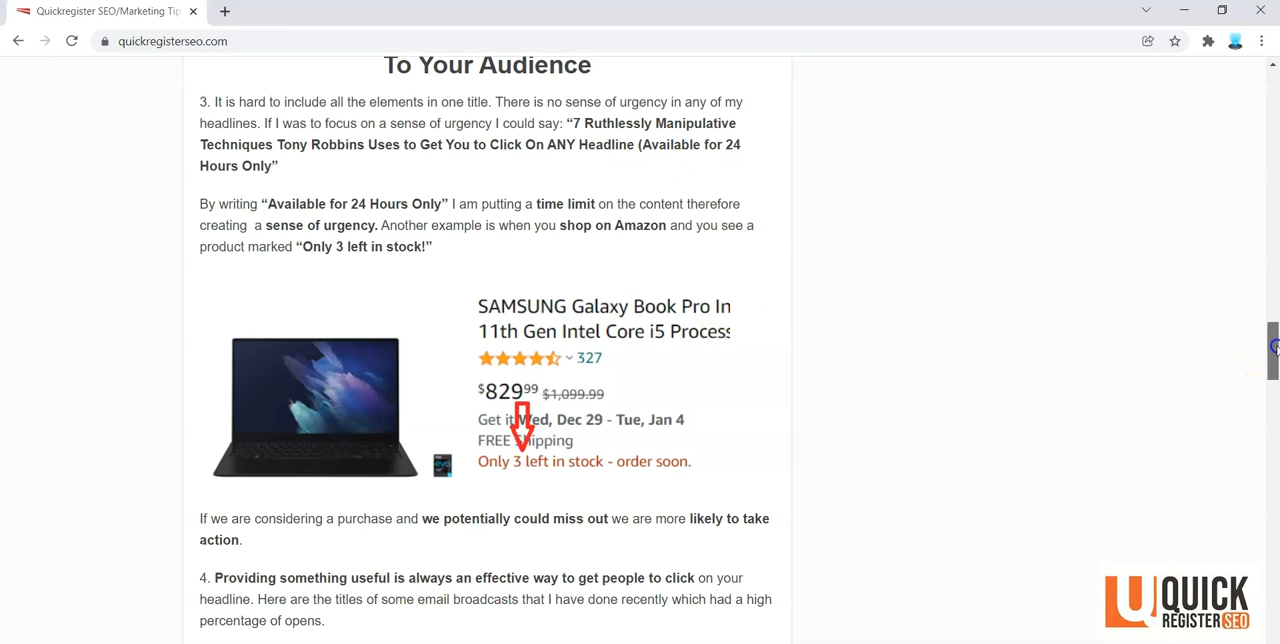 Quickregister SEO/Marketing Tip
quickregisterseo.com
To Your Audience
3. It is hard to include all the elements in one title. There is no sense of urgency in any of my
headlines. If I was to focus on a sense of urgency I could say: “7 Ruthlessly Manipulative
Techniques Tony Robbins Uses to Get You to Click On ANY Headline (Available for 24
Hours Only”
By writing “Available for 24 Hours Only” I am putting a time limit on the content therefore
creating a sense of urgency. Another example is when you shop on Amazon and you see a
product marked “Only 3 left in stock!”
SAMSUNG Galaxy Book Pro In
11th Gen Intel Core i5 Process
327
$829.99 $1,099.99
Get it Wed, Dec 29 - Tue, Jan 4
FREE Shipping
Only 3 left in stock - order soon.
evo
If we are considering a purchase and we potentially could miss out we are more likely to take
action.
4. Providing something useful is always an effective way to get people to click on your
headline. Here are the titles of some email broadcasts that I have done recently which had a high
percentage of opens.
QUICK
REGISTER SEO